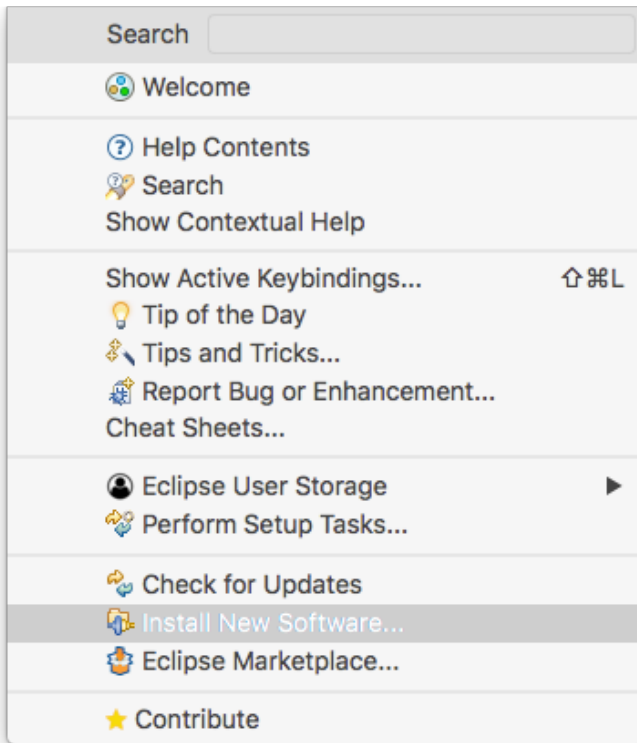 Search
Welcome
Help Contents
Search
Show Contextual Help
Show Active Keybindings... ⇧⌘L
Tip of the Day
Tips and Tricks...
Report Bug or Enhancement...
Cheat Sheets...
Eclipse User Storage
Perform Setup Tasks...
Check for Updates
Install New Software...
Eclipse Marketplace...
Contribute